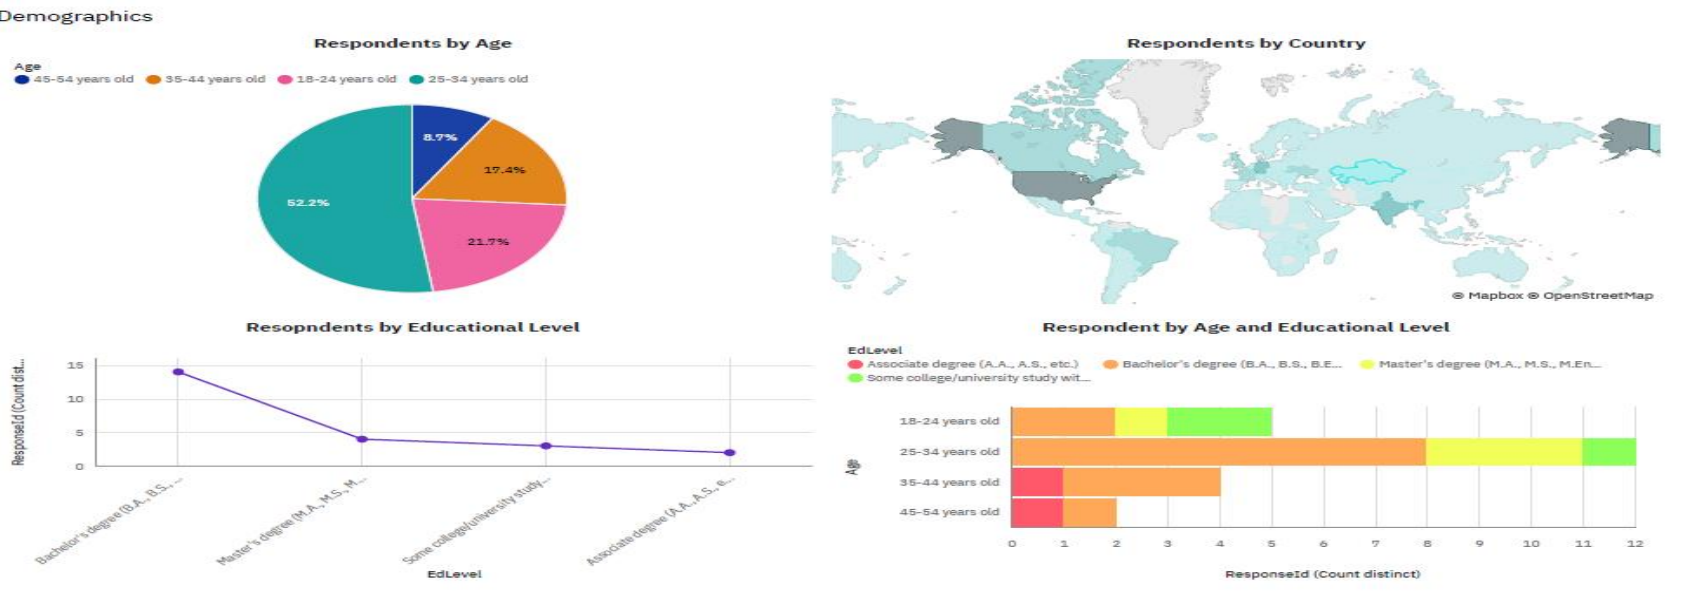 Demographics
Respondents by Age
Age
45-54 years old 35-44 years old 18-24 years old 25-34 years old
8.7%
17.4%
52.2%
21.7%
Respondents by Country
© Mapbox © OpenStreetMap
Resopndents by Educational Level
ResponseId (Count dist...
15
10
5
0
Bachelor's degree (B.A., B.S., ...
Master's degree (M.A., M.S., M...
Some college/university study...
Associate degree (A.A., A.S., e...
EdLevel
Respondent by Age and Educational Level
EdLevel
Associate degree (A.A., A.S., etc.) Bachelor's degree (B.A., B.S., B.E... Master's degree (M.A., M.S., M.En...
Some college/university study wit...
Age
18-24 years old
25-34 years old
35-44 years old
45-54 years old
0 1 2 3 4 5 6 7 8 9 10 11 12
ResponseId (Count distinct)